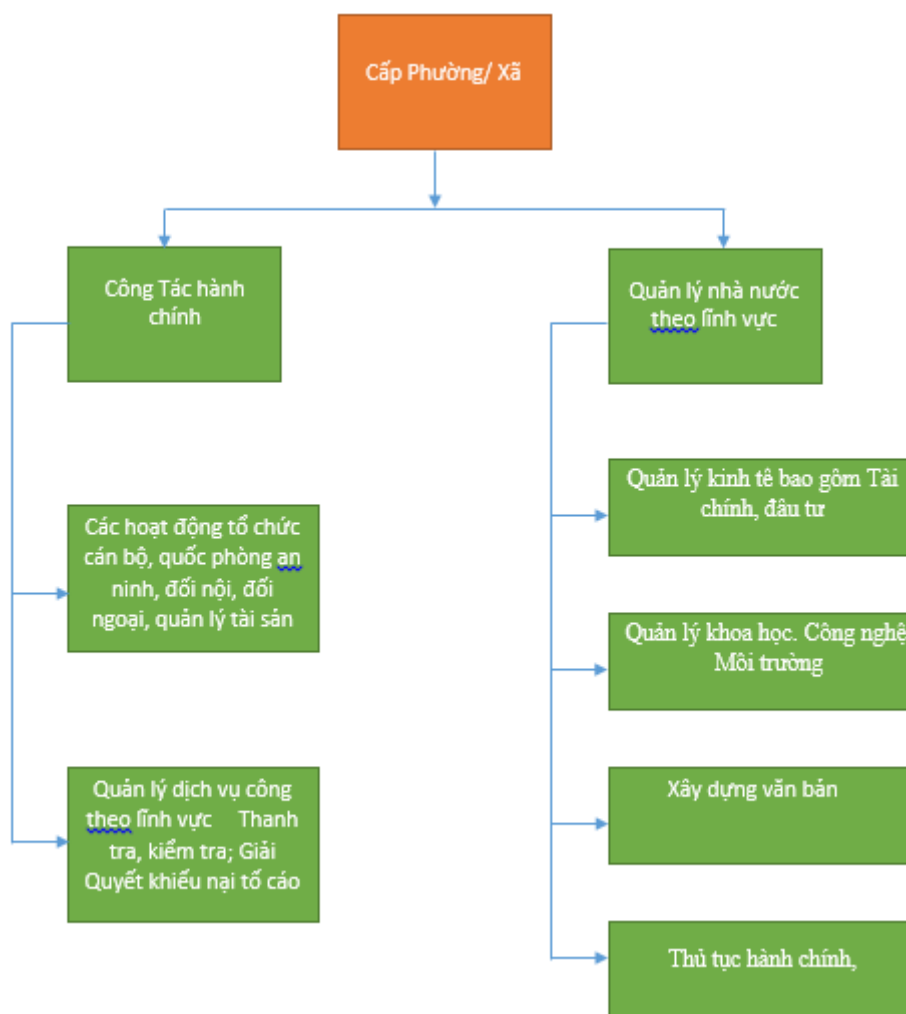 Cấp Phường/ Xã
Công Tác hành
chính
Quản lý nhà nước
theo lĩnh vực
Quản lý kinh tê bao gôm Tài
chính, đâu tư
Các hoạt động tổ chức
cán bộ, quốc phòng an
ninh, đối nội, đối
ngoại, quản lý tài sản
Quản lý khoa học. Công nghệ
Môi trường
Quản lý dịch vụ công
theo lĩnh vực Thanh
tra, kiểm tra; Giải
Quyết khiếu nại tố cáo
Xây dựng văn bản
Thủ tục hành chính,